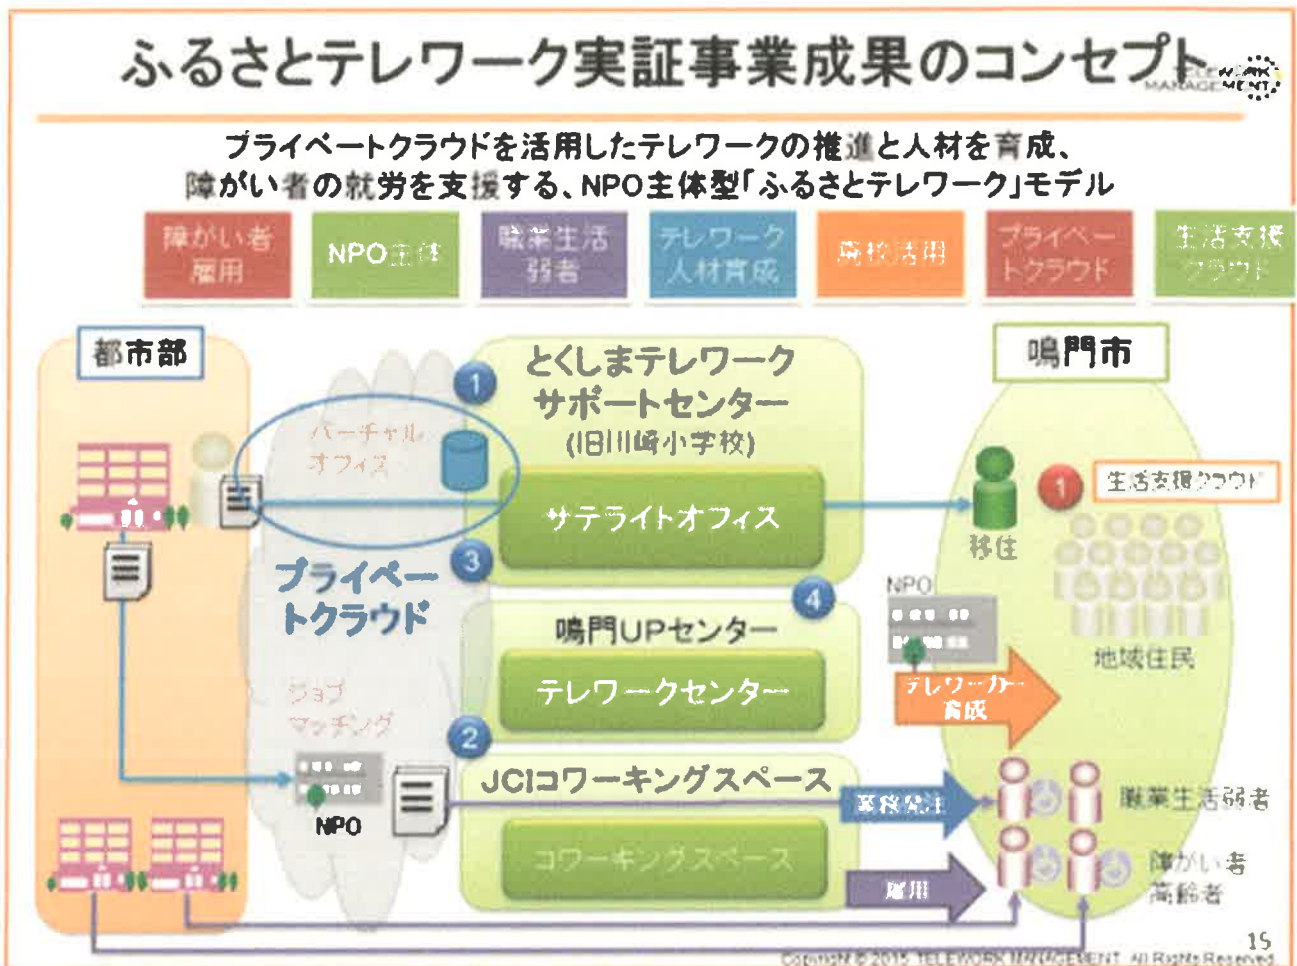 ふるさとテレワーク実証事業成果のコンセプト
TELEWORK
MANAGEMENT
プライベートクラウドを活用したテレワークの推進と人材を育成、
障がい者の就労を支援する、NPO主体型「ふるさとテレワーク」モデル
障がい者
雇用
NPO主体
職業生活
弱者
テレワーク
人材育成
廃校活用
プライベー
トクラウド
生活支援
クラウド
都市部
鳴門市
とくしまテレワーク
サポートセンター
(旧川崎小学校)
1
バーチャル
オフィス
サテライトオフィス
1
生活支援クラウド
移住
3
プライベー
トクラウド
4
NPO
地域住民
鳴門UPセンター
テレワークセンター
テレワーカー
育成
ジョブ
マッチング
2
NPO
JCIコワーキングスペース
コワーキングスペース
業務発注
雇用
職業生活弱者
障がい者
高齢者
15
Copyright © 2015 TELEWORK MANAGEMENT All Rights Reserved.